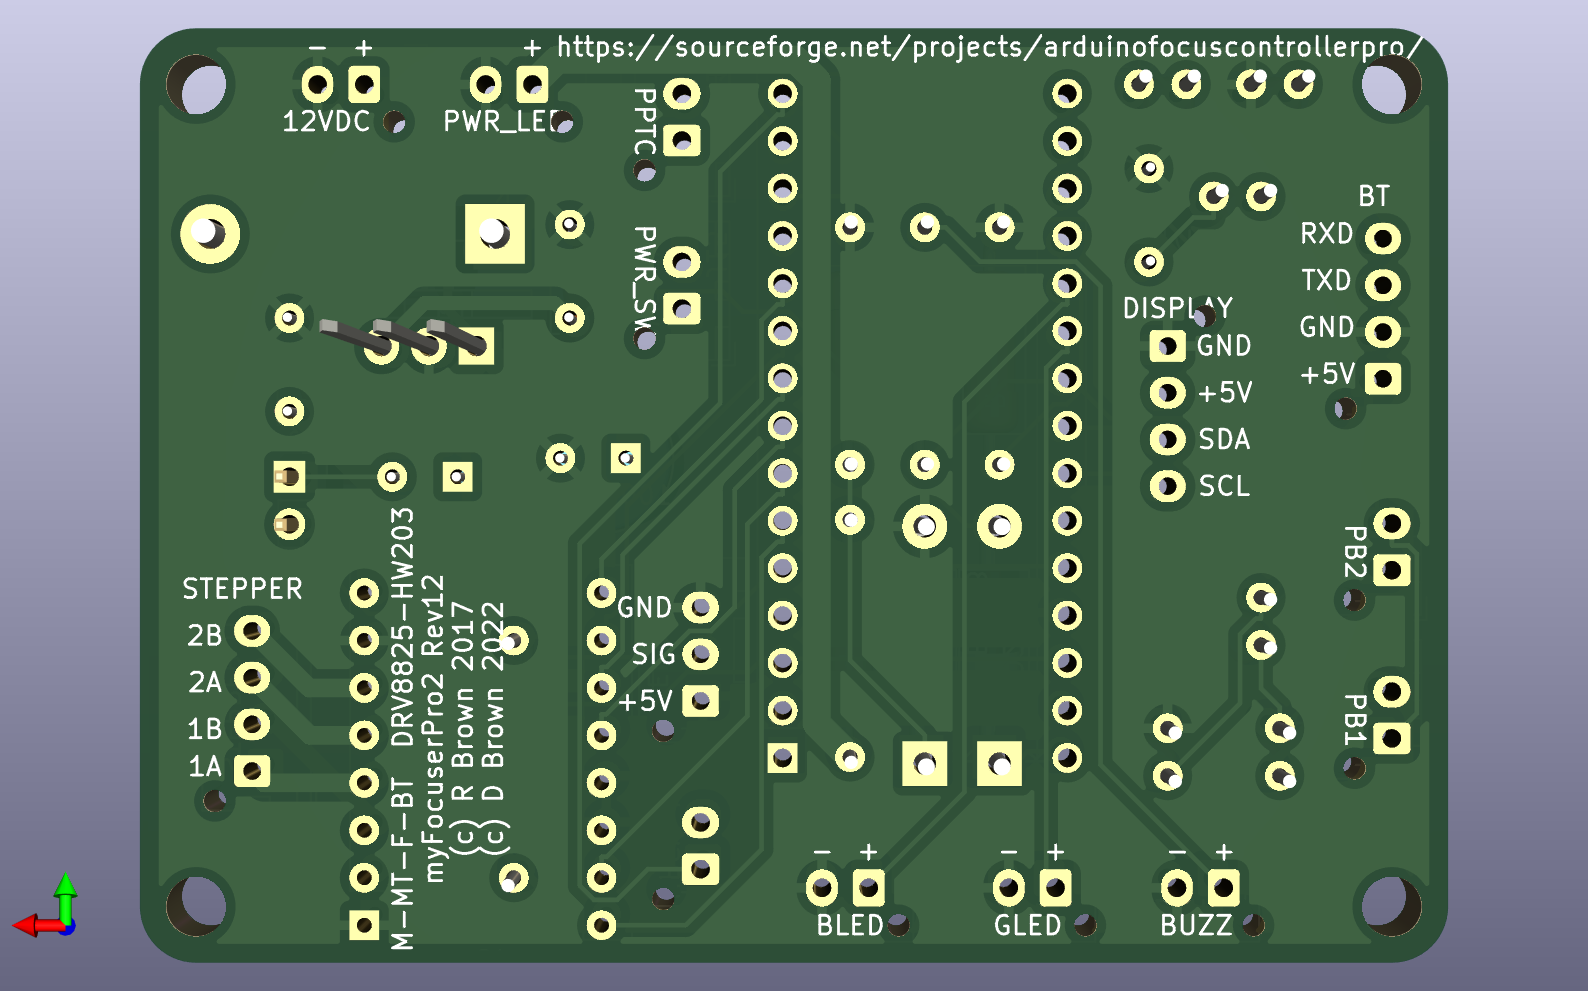 https://sourceforge.net/projects/arduinofocuscontrollerpro/
- +
+
12VDC
PWR_LED
PPTC
PWR_SW
BT
RXD
TXD
GND
+5V
DISPLAY
GND
+5V
SDA
SCL
STEPPER
2B
2A
1B
1A
M-MT-F-BT DRV8825-HW203
myFocuserPro2 Rev12
(c) R Brown 2017
(c) D Brown 2022
GND
SIG
+5V
PB2
PB1
- +
BLED
- +
GLED
- +
BUZZ